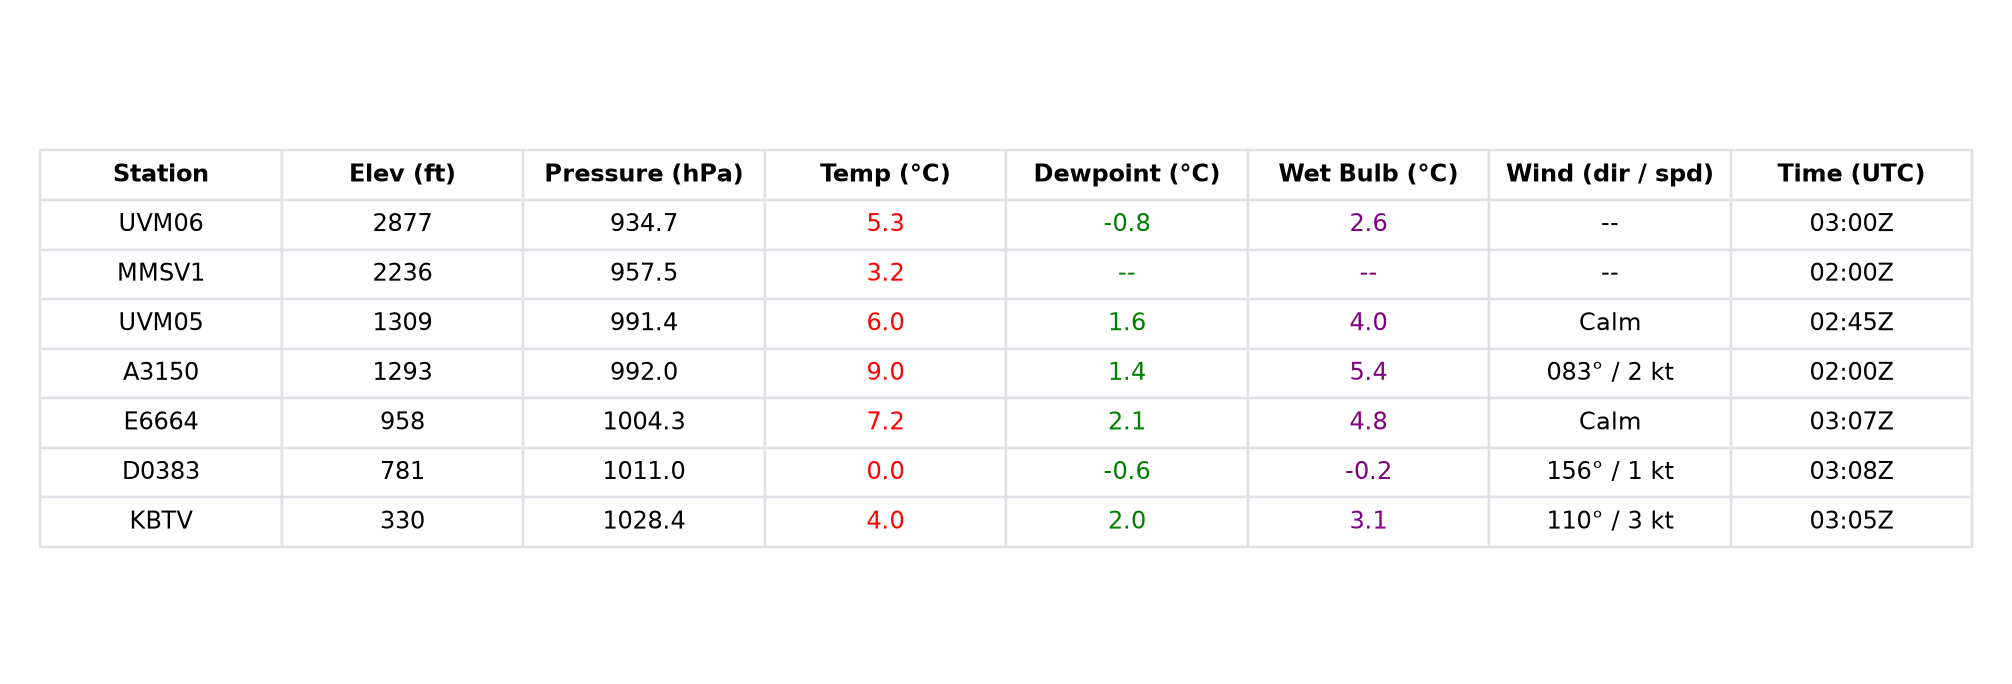 Station Elev (ft) Pressure (hPa) Temp (°C) Dewpoint (°C) Wet Bulb (°C) Wind (dir / spd) Time (UTC)
UVM06 2877 934.7 5.3 -0.8 2.6 -- 03:00Z
MMSV1 2236 957.5 3.2 -- -- -- 02:00Z
UVM05 1309 991.4 6.0 1.6 4.0 Calm 02:45Z
A3150 1293 992.0 9.0 1.4 5.4 083° / 2 kt 02:00Z
E6664 958 1004.3 7.2 2.1 4.8 Calm 03:07Z
D0383 781 1011.0 0.0 -0.6 -0.2 156° / 1 kt 03:08Z
KBTV 330 1028.4 4.0 2.0 3.1 110° / 3 kt 03:05Z